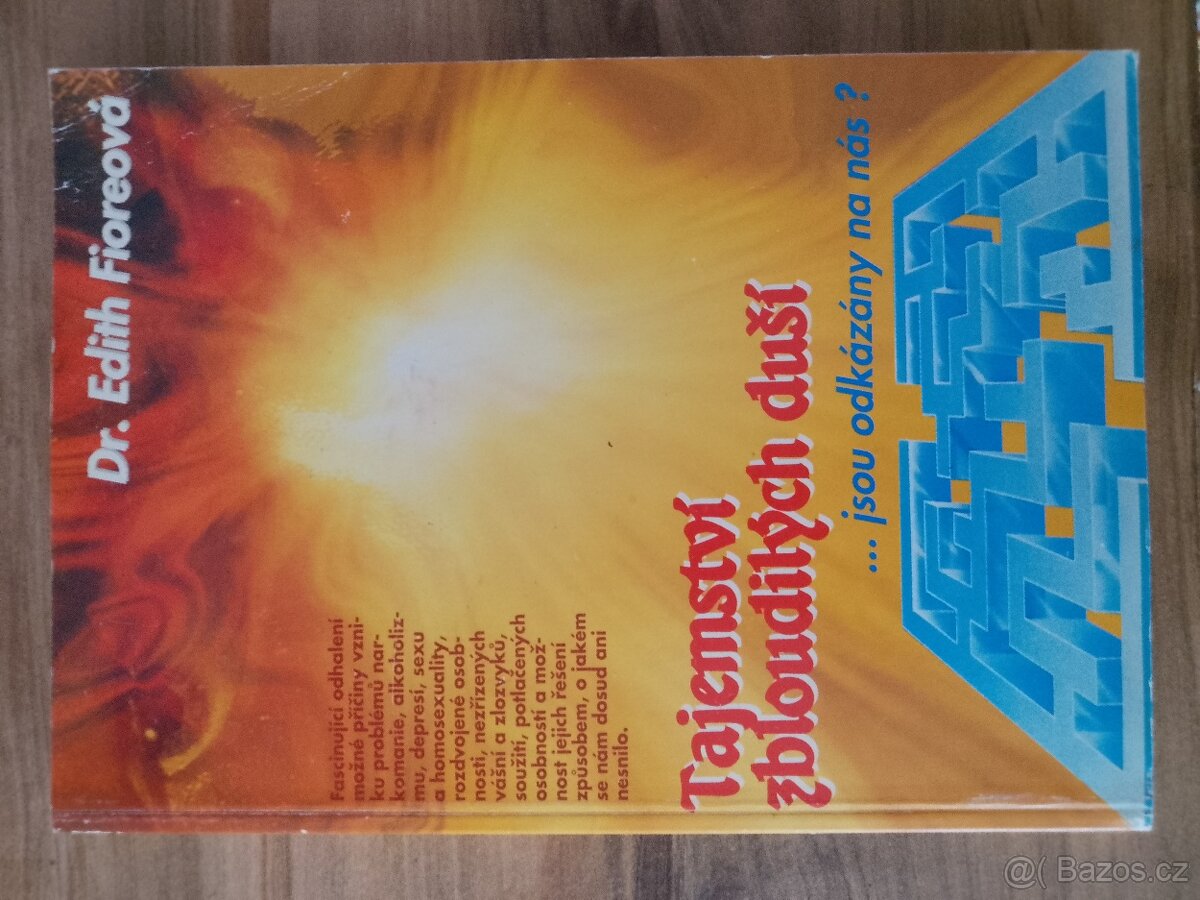 Dr. Edith Fioreová
Fascinující odhalení
možné příčiny vzni-
ku problémů nar-
komanie, alkoholiz-
mu, depresí, sexu
a homosexuality,
rozdvojené osob-
nosti, nezřízených
vášní a zlozvyků,
soužití, potlačených
osobností a mož-
nost jejich řešení
způsobem, o jakém
se nám dosud ani
nesnilo.
Tajemství
zbloudilých duší
... jsou odkázány na nás ?
@( Bazos.cz